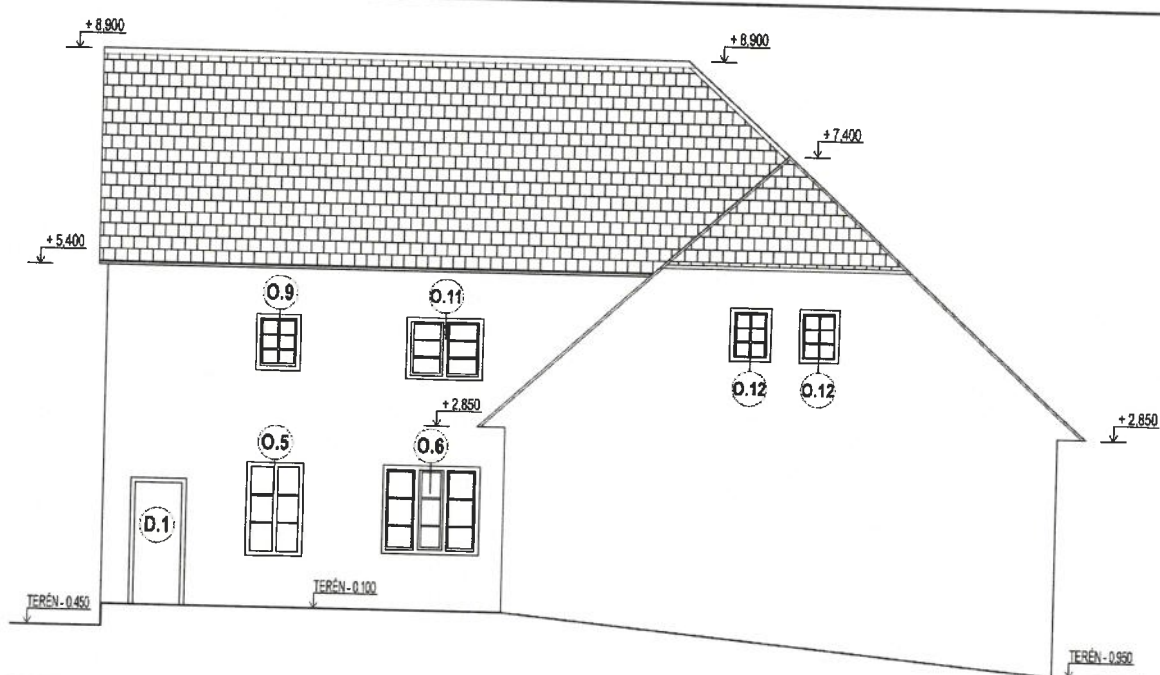 + 8,900
+ 8,900
+ 7,400
+ 5,400
O.9
O.11
O.12
O.12
+ 2,850
+ 2,850
O.5
O.6
D.1
TERÉN - 0.450
TERÉN - 0.100
TERÉN - 0.950